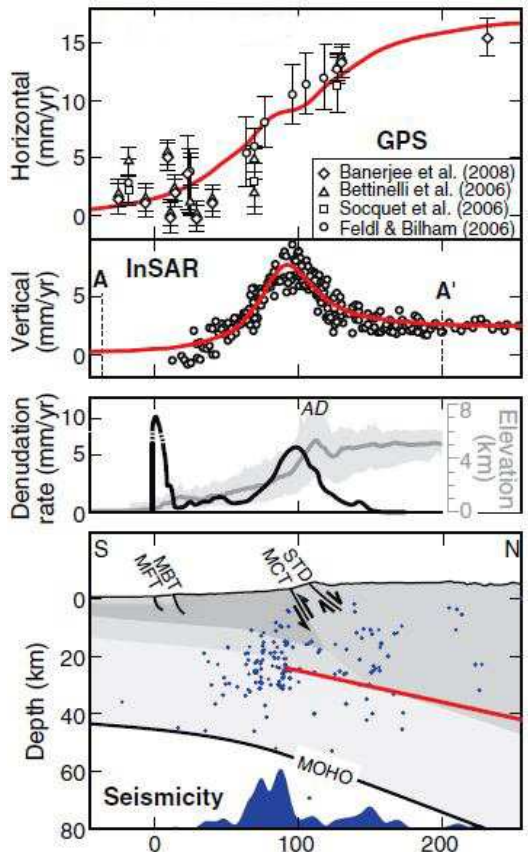 15
10
5
0
Horizontal
(mm/yr)
GPS
Banerjee et al. (2008)
Bettinelli et al. (2006)
Socquet et al. (2006)
Feldl & Bilham (2006)
Vertical
(mm/yr)
5
0
A
InSAR
A'
Denudation
rate (mm/yr)
10
5
0
AD
8
4
0
Elevation
(km)
S
N
MFT
MBT
MCT
STD
Depth (km)
0
20
40
60
80
MOHO
Seismicity
0
100
200